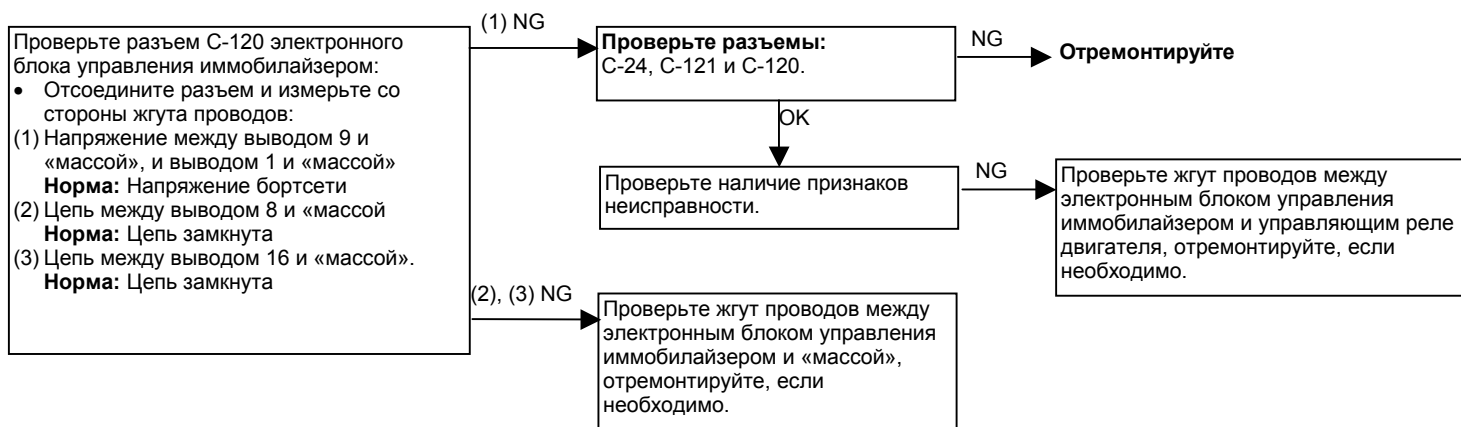 Проверьте разъем С-120 электронного
блока управления иммобилайзером:
• Отсоедините разъем и измерьте со
стороны жгута проводов:
(1) Напряжение между выводом 9 и
«массой», и выводом 1 и «массой»
Норма: Напряжение бортсети
(2) Цепь между выводом 8 и «массой
Норма: Цепь замкнута
(3) Цепь между выводом 16 и «массой».
Норма: Цепь замкнута
(1) NG
Проверьте разъемы:
С-24, С-121 и С-120.
NG
Отремонтируйте
OK
Проверьте наличие признаков
неисправности.
NG
Проверьте жгут проводов между
электронным блоком управления
иммобилайзером и управляющим реле
двигателя, отремонтируйте, если
необходимо.
(2), (3) NG
Проверьте жгут проводов между
электронным блоком управления
иммобилайзером и «массой»,
отремонтируйте, если
необходимо.